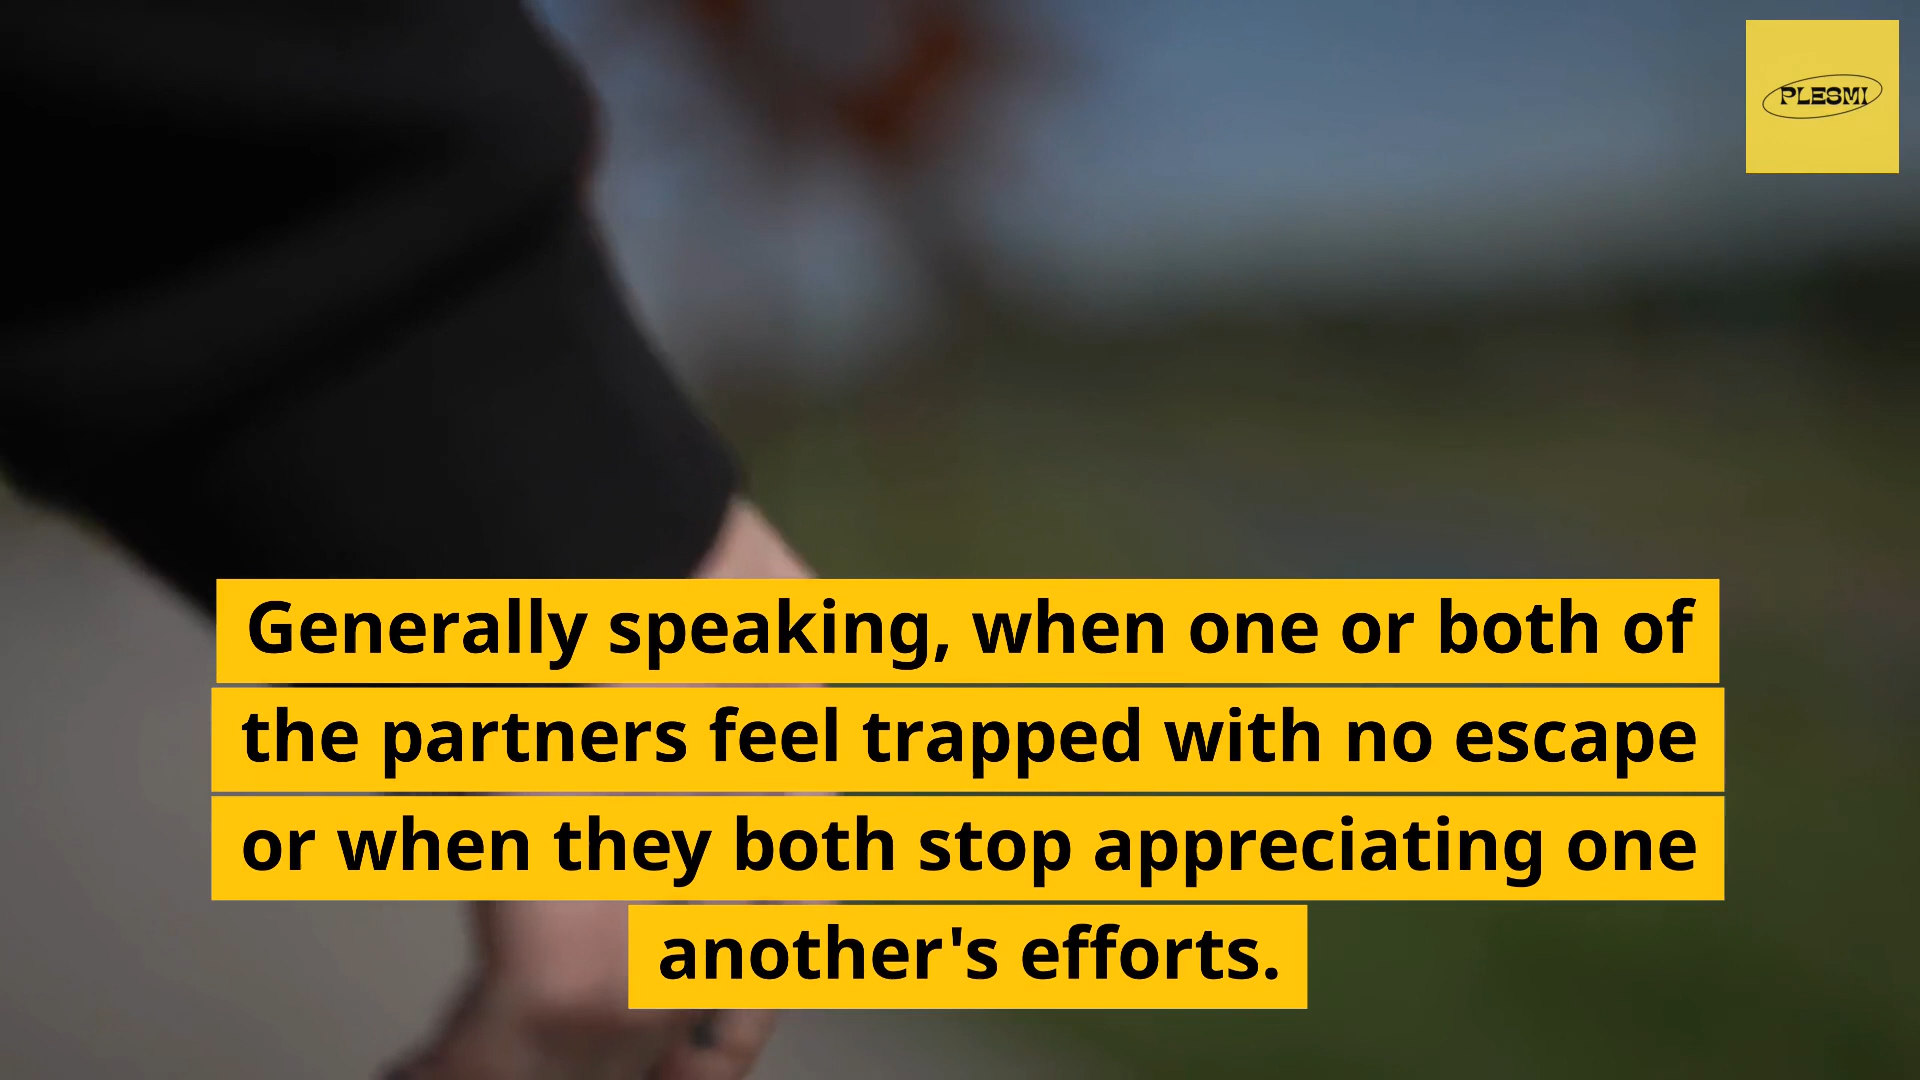 PLESMI
Generally speaking, when one or both of
the partners feel trapped with no escape
or when they both stop appreciating one
another's efforts.